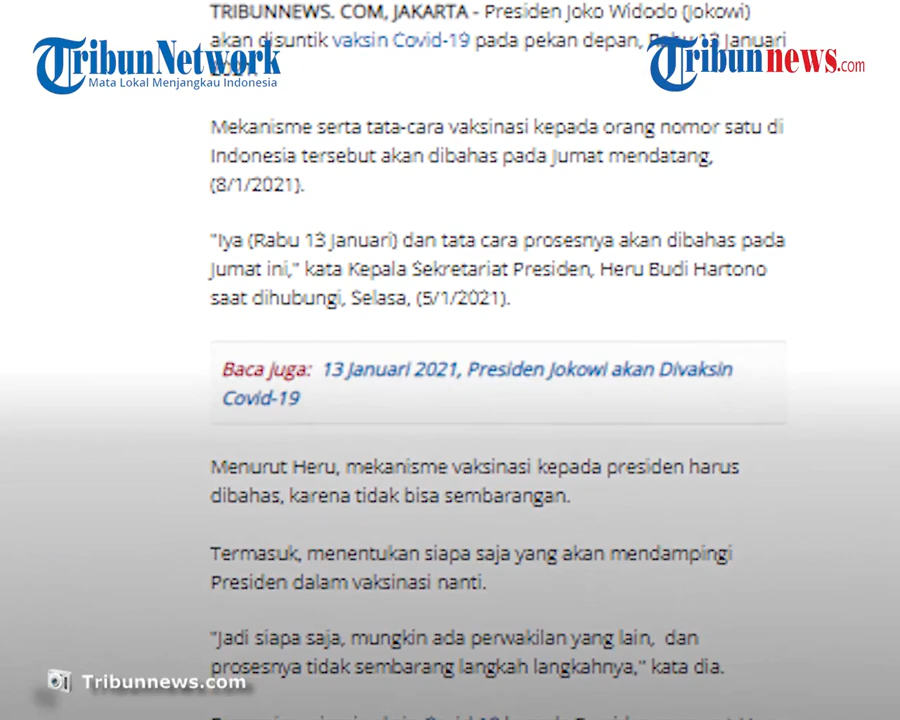 TRIBUNNEWS. COM, JAKARTA - Presiden Joko Widodo (Jokowi)
akan disuntik vaksin Covid-19 pada pekan depan, Rabu 13 Januari
TribunNetwork
Mata Lokal Menjangkau Indonesia
Tribunnews.com
Mekanisme serta tata-cara vaksinasi kepada orang nomor satu di
Indonesia tersebut akan dibahas pada Jumat mendatang,
(8/1/2021).
"Iya (Rabu 13 Januari) dan tata cara prosesnya akan dibahas pada
Jumat ini," kata Kepala Sekretariat Presiden, Heru Budi Hartono
saat dihubungi, Selasa, (5/1/2021).
Baca juga: 13 Januari 2021, Presiden Jokowi akan Divaksin
Covid-19
Menurut Heru, mekanisme vaksinasi kepada presiden harus
dibahas, karena tidak bisa sembarangan.
Termasuk, menentukan siapa saja yang akan mendampingi
Presiden dalam vaksinasi nanti.
"Jadi siapa saja, mungkin ada perwakilan yang lain, dan
prosesnya tidak sembarang langkah langkahnya," kata dia.
Tribunnews.com